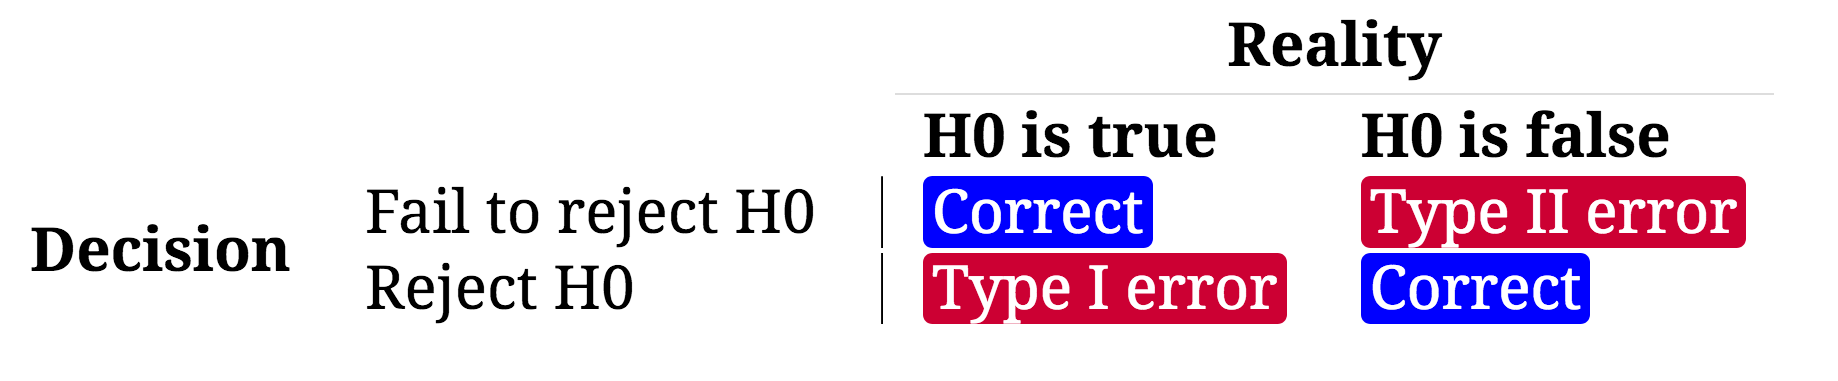 Reality
H0 is true H0 is false
Decision
Fail to reject H0 Correct Type II error
Reject H0 Type I error Correct